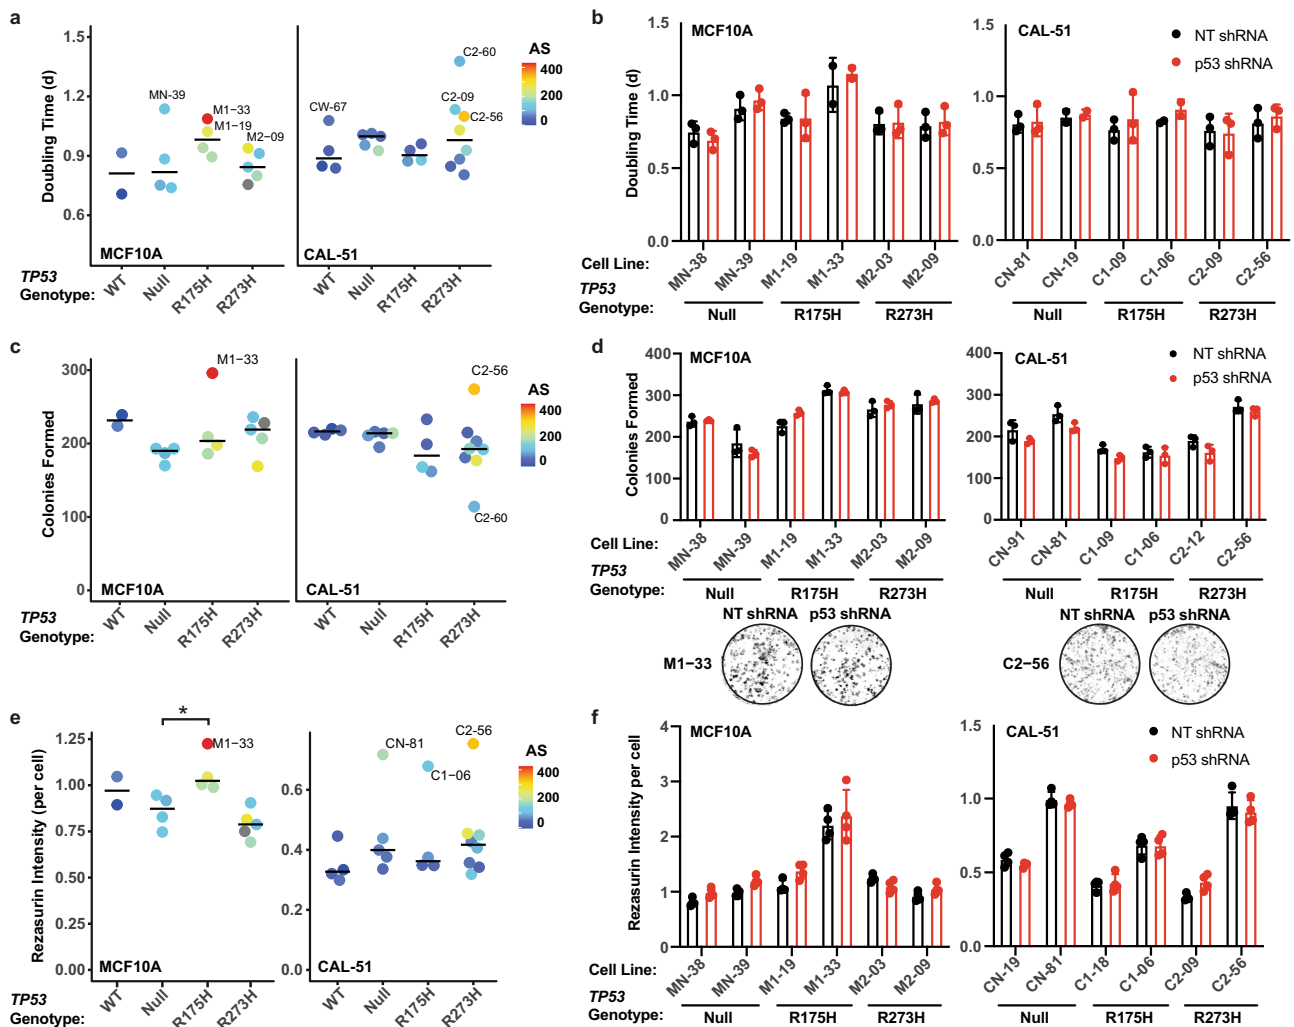 a
Doubling Time (d)
1.5
1.2
0.9
0.6
MN-39
M1-33
M1-19
M2-09
MCF10A
CW-67
C2-60
C2-09
C2-56
CAL-51
AS
400
200
0
TP53
Genotype:
WT
Null
R175H
R273H
WT
Null
R175H
R273H
b
Doubling Time (d)
1.5
1.0
0.5
0.0
MCF10A
1.5
1.0
0.5
0.0
CAL-51
NT shRNA
p53 shRNA
Cell Line:
MN-38
MN-39
M1-19
M1-33
M2-03
M2-09
CN-81
CN-19
C1-09
C1-06
C2-09
C2-56
TP53
Genotype:
Null
R175H
R273H
Null
R175H
R273H
c
Colonies Formed
300
200
100
0
M1−33
MCF10A
C2-56
C2-60
CAL-51
AS
400
200
0
TP53
Genotype:
WT
Null
R175H
R273H
WT
Null
R175H
R273H
d
Colonies Formed
400
300
200
100
0
MCF10A
400
300
200
100
0
CAL-51
NT shRNA
p53 shRNA
Cell Line:
MN-38
MN-39
M1-19
M1-33
M2-03
M2-09
CN-91
CN-81
C1-09
C1-06
C2-12
C2-56
TP53
Genotype:
Null
R175H
R273H
Null
R175H
R273H
NT shRNA
p53 shRNA
M1−33
NT shRNA
p53 shRNA
C2−56
e
Rezasurin Intensity (per cell)
1.25
1.00
0.75
0.50
0.25
0.00
*
M1−33
MCF10A
0.6
0.4
0.2
0.0
CN-81
C1-06
C2-56
CAL-51
AS
400
200
0
TP53
Genotype:
WT
Null
R175H
R273H
WT
Null
R175H
R273H
f
Rezasurin Intensity per cell
4
3
2
1
0
MCF10A
1.5
1.0
0.5
0.0
CAL-51
NT shRNA
p53 shRNA
Cell Line:
MN-38
MN-39
M1-19
M1-33
M2-03
M2-09
CN-19
CN-81
C1-18
C1-06
C2-09
C2-56
TP53
Genotype:
Null
R175H
R273H
Null
R175H
R273H